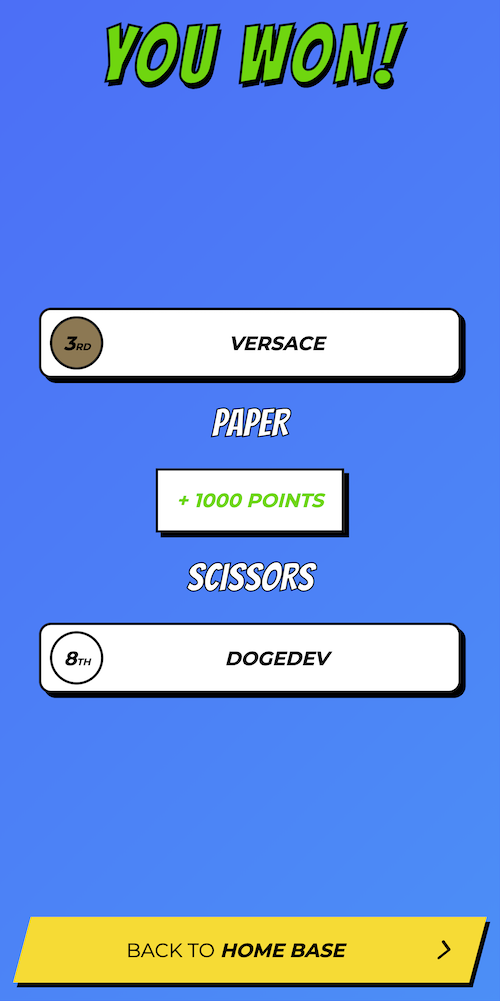 YOU WON!
3RD VERSACE
PAPER
+ 1000 POINTS
SCISSORS
8TH DOGEDEV
BACK TO HOME BASE